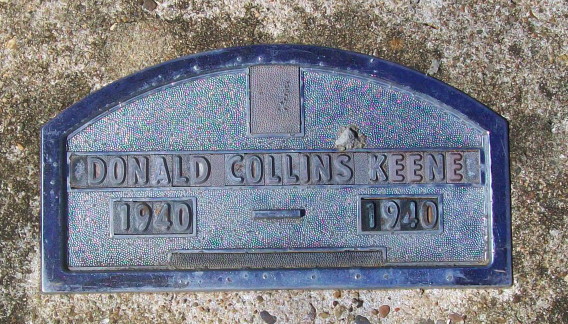 DONALD COLLINS KEENE
1940 — 1940